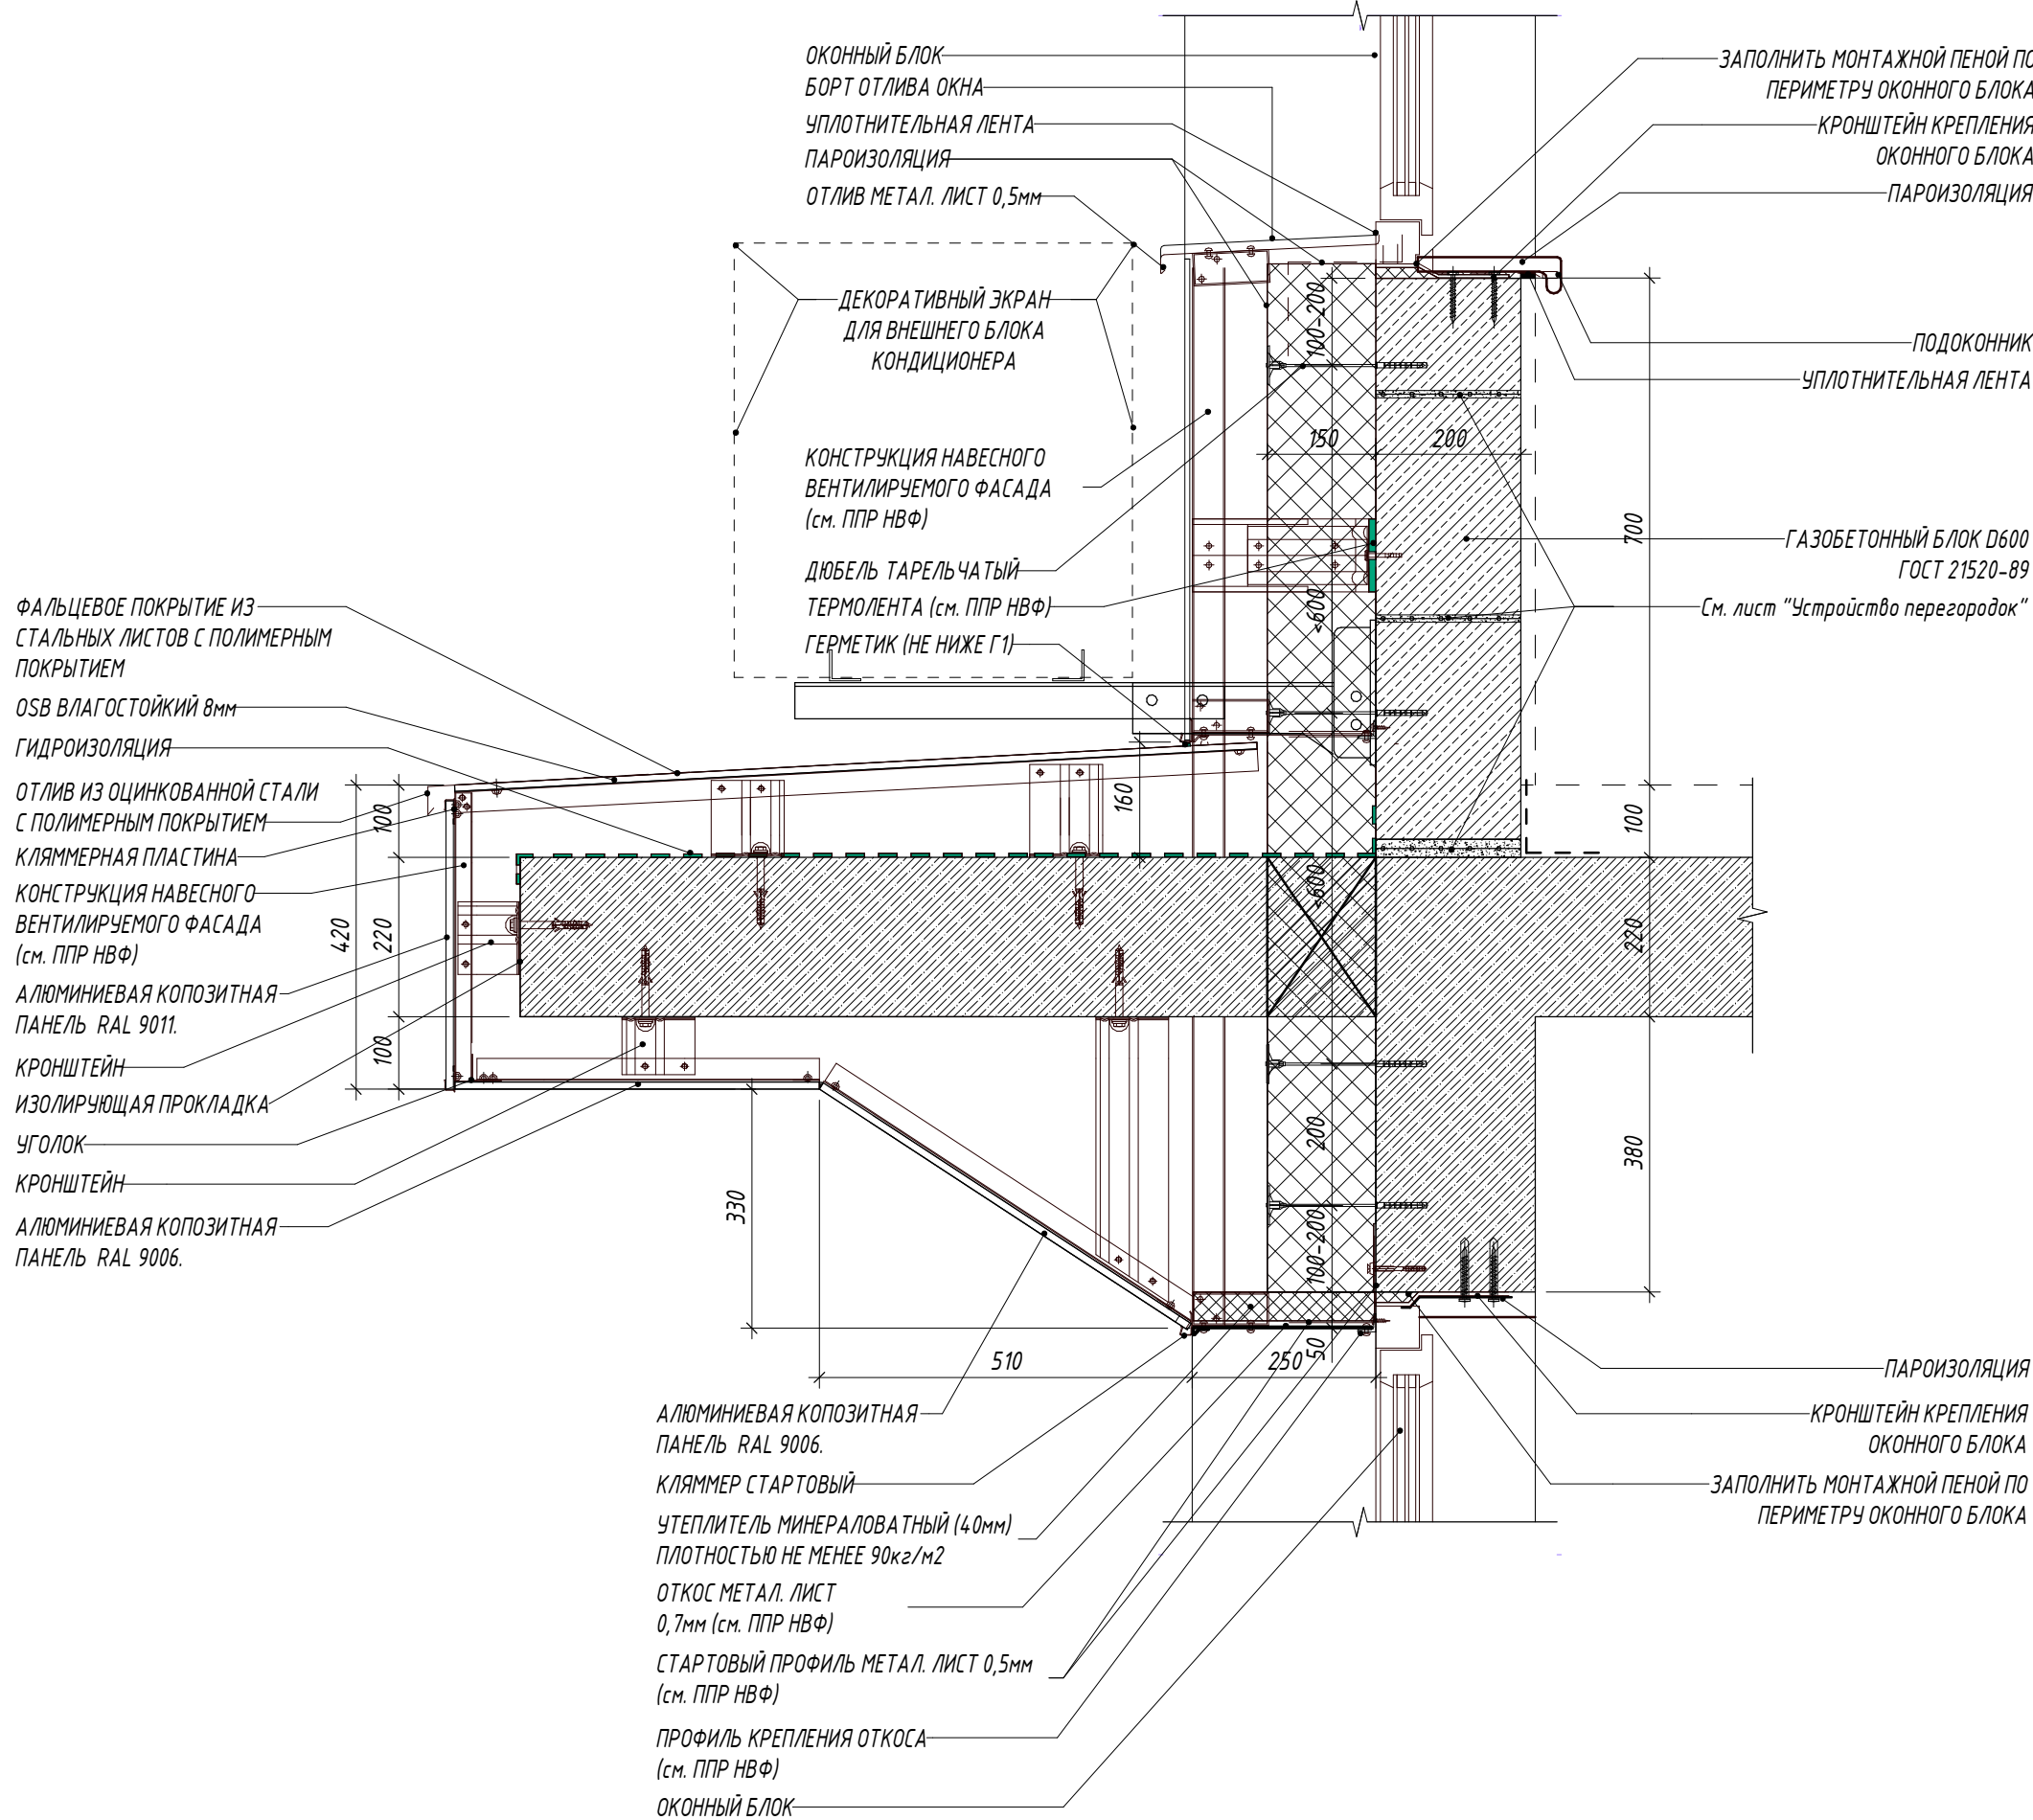 ОКОННЫЙ БЛОК
БОРТ ОТЛИВА ОКНА
УПЛОТНИТЕЛЬНАЯ ЛЕНТА
ПАРОИЗОЛЯЦИЯ
ОТЛИВ МЕТАЛ. ЛИСТ 0,5мм
ДЕКОРАТИВНЫЙ ЭКРАН
ДЛЯ ВНЕШНЕГО БЛОКА
КОНДИЦИОНЕРА
КОНСТРУКЦИЯ НАВЕСНОГО
ВЕНТИЛИРУЕМОГО ФАСАДА
(см. ППР НВФ)
ДЮБЕЛЬ ТАРЕЛЬЧАТЫЙ
ТЕРМОЛЕНТА (см. ППР НВФ)
ГЕРМЕТИК (НЕ НИЖЕ Г1)
ЗАПОЛНИТЬ МОНТАЖНОЙ ПЕНОЙ ПО
ПЕРИМЕТРУ ОКОННОГО БЛОКА
КРОНШТЕЙН КРЕПЛЕНИЯ
ОКОННОГО БЛОКА
ПАРОИЗОЛЯЦИЯ
ПОДОКОННИК
УПЛОТНИТЕЛЬНАЯ ЛЕНТА
ГАЗОБЕТОННЫЙ БЛОК D600
ГОСТ 21520-89
См. лист "Устройство перегородок"
ФАЛЬЦЕВОЕ ПОКРЫТИЕ ИЗ
СТАЛЬНЫХ ЛИСТОВ С ПОЛИМЕРНЫМ
ПОКРЫТИЕМ
OSB ВЛАГОСТОЙКИЙ 8мм
ГИДРОИЗОЛЯЦИЯ
ОТЛИВ ИЗ ОЦИНКОВАННОЙ СТАЛИ
С ПОЛИМЕРНЫМ ПОКРЫТИЕМ
КЛЯММЕРНАЯ ПЛАСТИНА
КОНСТРУКЦИЯ НАВЕСНОГО
ВЕНТИЛИРУЕМОГО ФАСАДА
(см. ППР НВФ)
АЛЮМИНИЕВАЯ КОПОЗИТНАЯ
ПАНЕЛЬ RAL 9011.
КРОНШТЕЙН
ИЗОЛИРУЮЩАЯ ПРОКЛАДКА
УГОЛОК
КРОНШТЕЙН
АЛЮМИНИЕВАЯ КОПОЗИТНАЯ
ПАНЕЛЬ RAL 9006.
100-200
150
200
700
<600
160
100
420
220
100
100
<600
220
380
200
100-200
50
330
510
250
АЛЮМИНИЕВАЯ КОПОЗИТНАЯ
ПАНЕЛЬ RAL 9006.
КЛЯММЕР СТАРТОВЫЙ
УТЕПЛИТЕЛЬ МИНЕРАЛОВАТНЫЙ (40мм)
ПЛОТНОСТЬЮ НЕ МЕНЕЕ 90кг/м2
ОТКОС МЕТАЛ. ЛИСТ
0,7мм (см. ППР НВФ)
СТАРТОВЫЙ ПРОФИЛЬ МЕТАЛ. ЛИСТ 0,5мм
(см. ППР НВФ)
ПРОФИЛЬ КРЕПЛЕНИЯ ОТКОСА
(см. ППР НВФ)
ОКОННЫЙ БЛОК
ПАРОИЗОЛЯЦИЯ
КРОНШТЕЙН КРЕПЛЕНИЯ
ОКОННОГО БЛОКА
ЗАПОЛНИТЬ МОНТАЖНОЙ ПЕНОЙ ПО
ПЕРИМЕТРУ ОКОННОГО БЛОКА